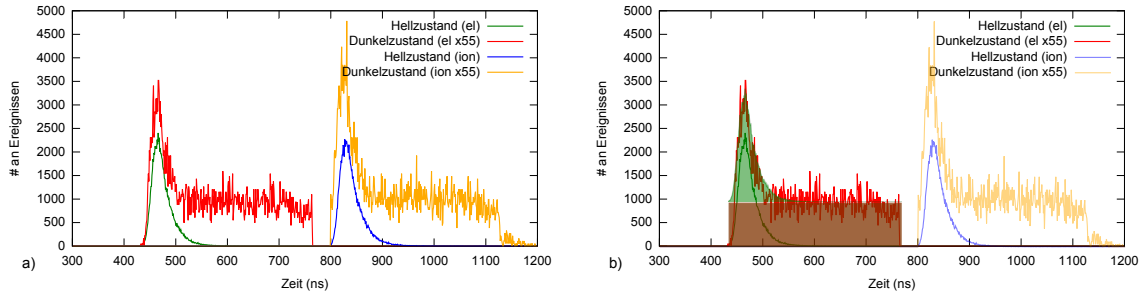 5000
4500
4000
3500
3000
2500
2000
1500
1000
500
0
# an Ereignissen
300 400 500 600 700 800 900 1000 1100 1200
Zeit (ns)
a)
Hellzustand (el)
Dunkelzustand (el x55)
Hellzustand (ion)
Dunkelzustand (ion x55)
5000
4500
4000
3500
3000
2500
2000
1500
1000
500
0
# an Ereignissen
300 400 500 600 700 800 900 1000 1100 1200
Zeit (ns)
b)
Hellzustand (el)
Dunkelzustand (el x55)
Hellzustand (ion)
Dunkelzustand (ion x55)